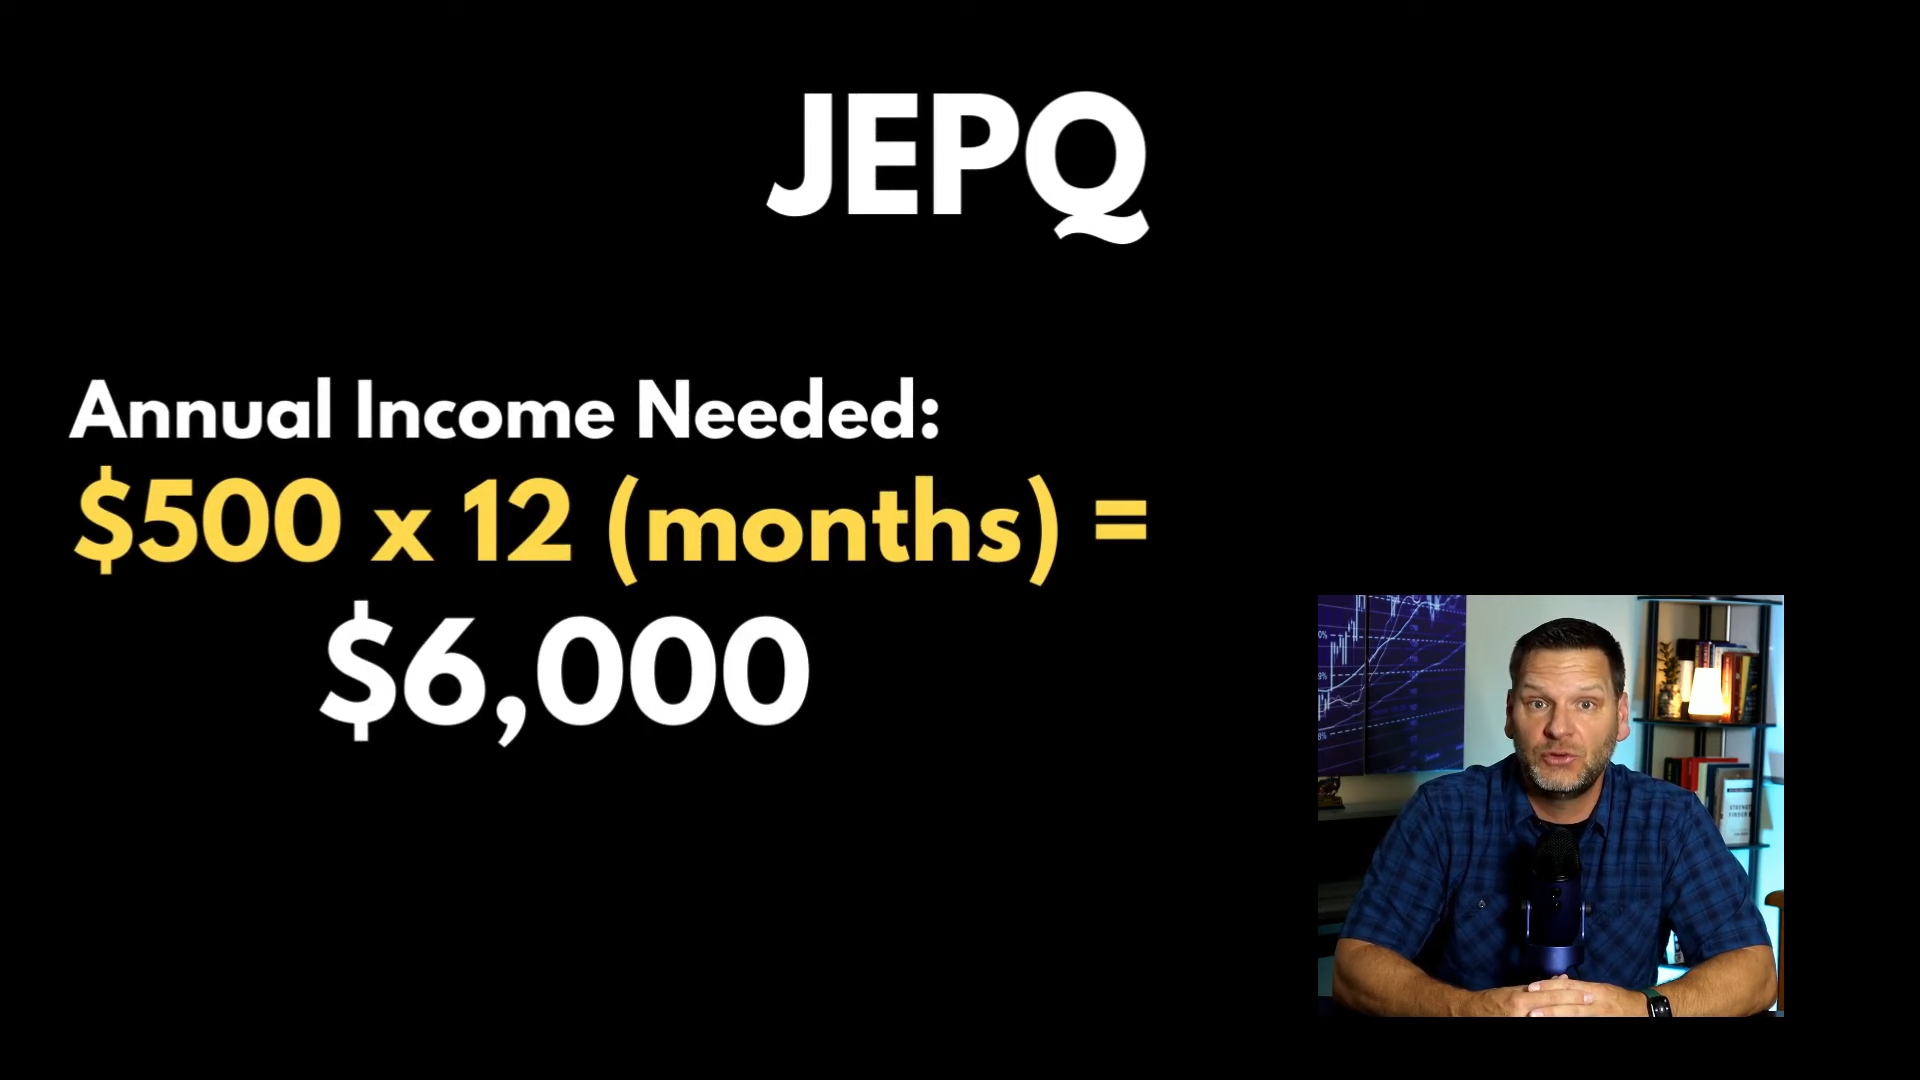 JEPQ
Annual Income Needed:
$500 x 12 (months) =
$6,000